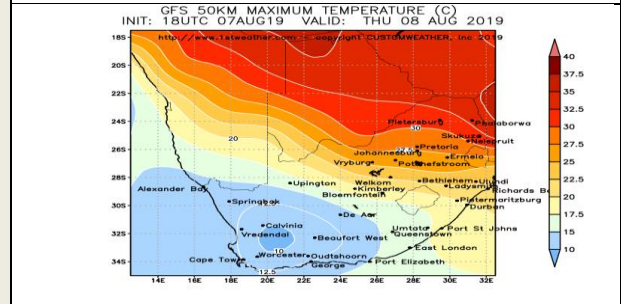 GFS 50KM MAXIMUM TEMPERATURE (C)
INIT: 18UTC 07AUG19 VALID: THU 08 AUG 2019
http://www.1stweather.com -- copyright CUSTOMWEATHER, Inc 2019
18S
20S
22S
24S
26S
28S
30S
32S
34S
14E 16E 18E 20E 22E 24E 26E 28E 30E 32E
40
37.5
35
32.5
30
27.5
25
22.5
20
17.5
15
10
Pietersburg
Phalaborwa
30
Skukuza
Nelspruit
20
Pretoria
Johannesburg
Ermelo
Vryburg
Potchefstroom
Alexander Bay
Upington
Welkom
Bethlehem
Ulundi
Kimberley
Ladysmith
Bloemfontein
Richards B
Springbok
Pietermaritzburg
Durban
De Aar
Calvinia
Umtata
Port St Johns
Vredendal
Queenstown
Beaufort West
10
East London
Cape Town
Worcester
Oudtshoorn
George
Port Elizabeth
12.5